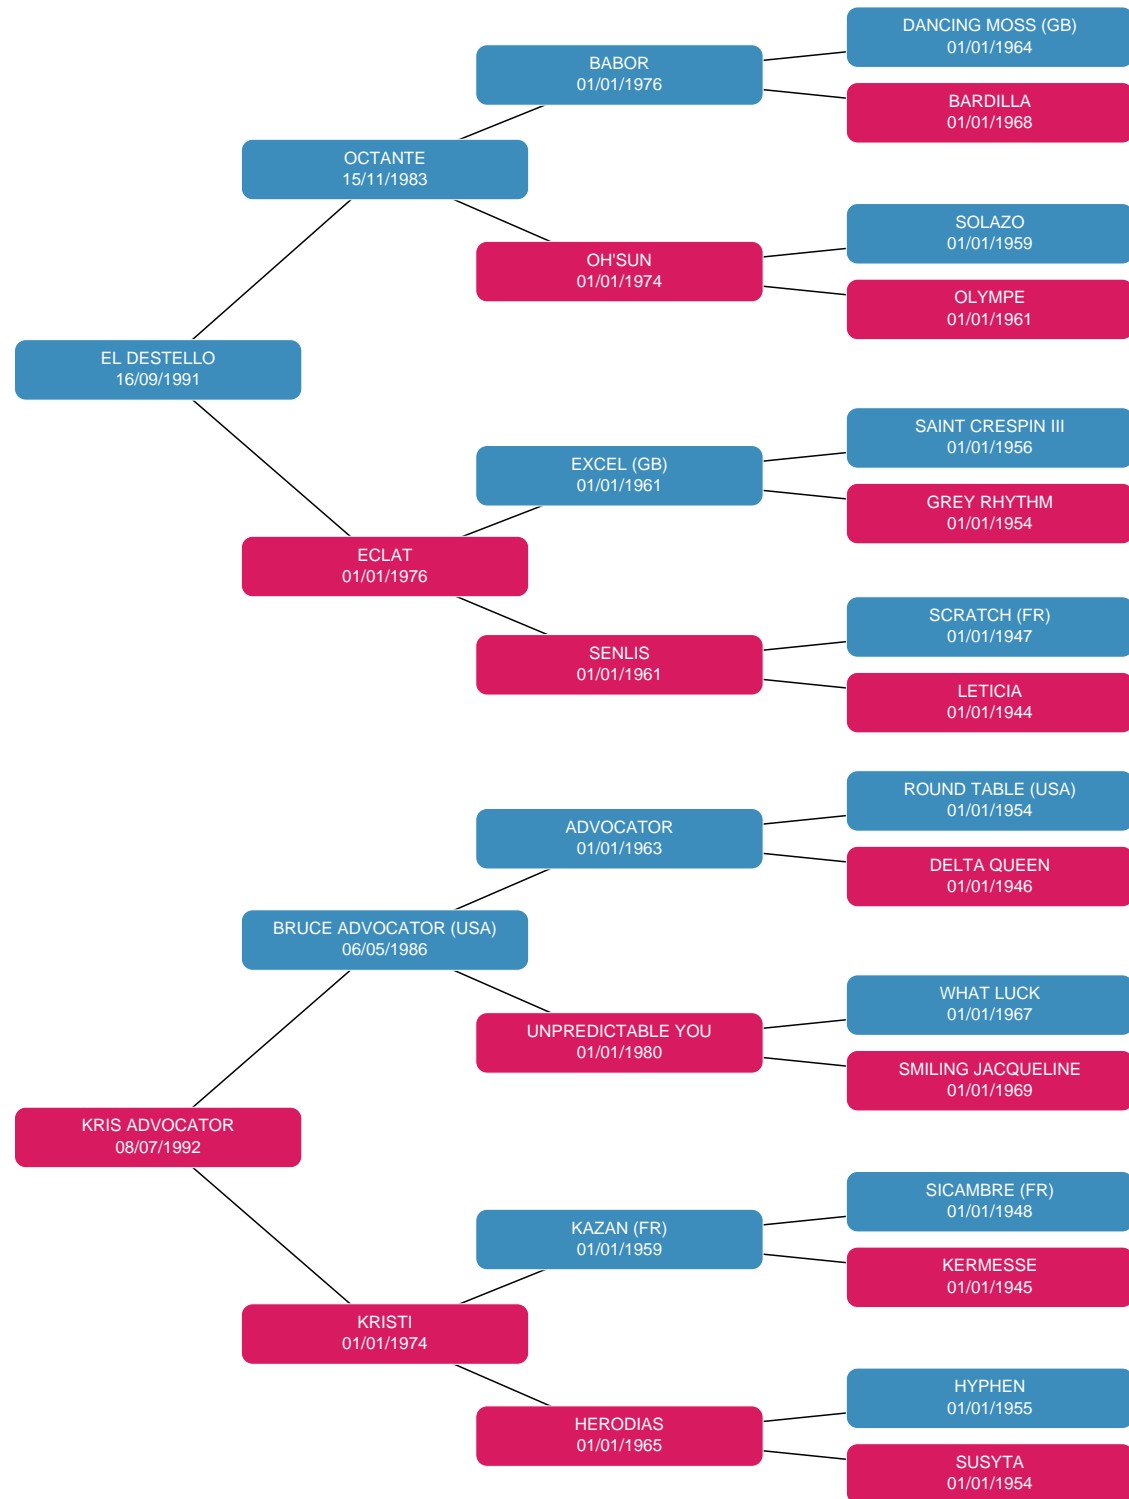 DANCING MOSS (GB)
01/01/1964
BABOR
01/01/1976
BARDILLA
01/01/1968
OCTANTE
15/11/1983
SOLAZO
01/01/1959
OH'SUN
01/01/1974
OLYMPE
01/01/1961
EL DESTELLO
16/09/1991
SAINT CRESPIN III
01/01/1956
EXCEL (GB)
01/01/1961
GREY RHYTHM
01/01/1954
ECLAT
01/01/1976
SCRATCH (FR)
01/01/1947
SENLIS
01/01/1961
LETICIA
01/01/1944
ROUND TABLE (USA)
01/01/1954
ADVOCATOR
01/01/1963
DELTA QUEEN
01/01/1946
BRUCE ADVOCATOR (USA)
06/05/1986
WHAT LUCK
01/01/1967
UNPREDICTABLE YOU
01/01/1980
SMILING JACQUELINE
01/01/1969
KRIS ADVOCATOR
08/07/1992
SICAMBRE (FR)
01/01/1948
KAZAN (FR)
01/01/1959
KERMESSE
01/01/1945
KRISTI
01/01/1974
HYPHEN
01/01/1955
HERODIAS
01/01/1965
SUSYTA
01/01/1954